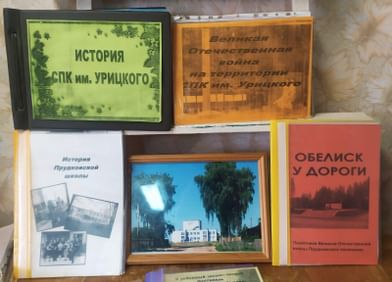 ИСТОРИЯ
СПК им. УРИЦКОГО
Великая
Отечественная
война
на территории
СПК им. Урицкого
История
Прудковской
школы
ОБЕЛИСК
У ДОРОГИ